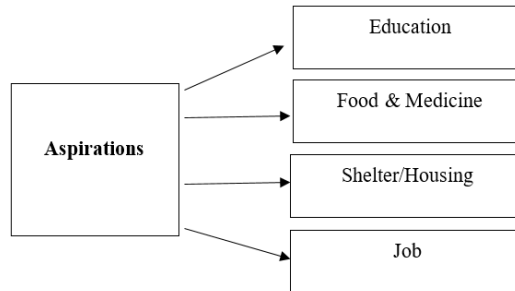 Education
Food & Medicine
Aspirations
Shelter/Housing
Job